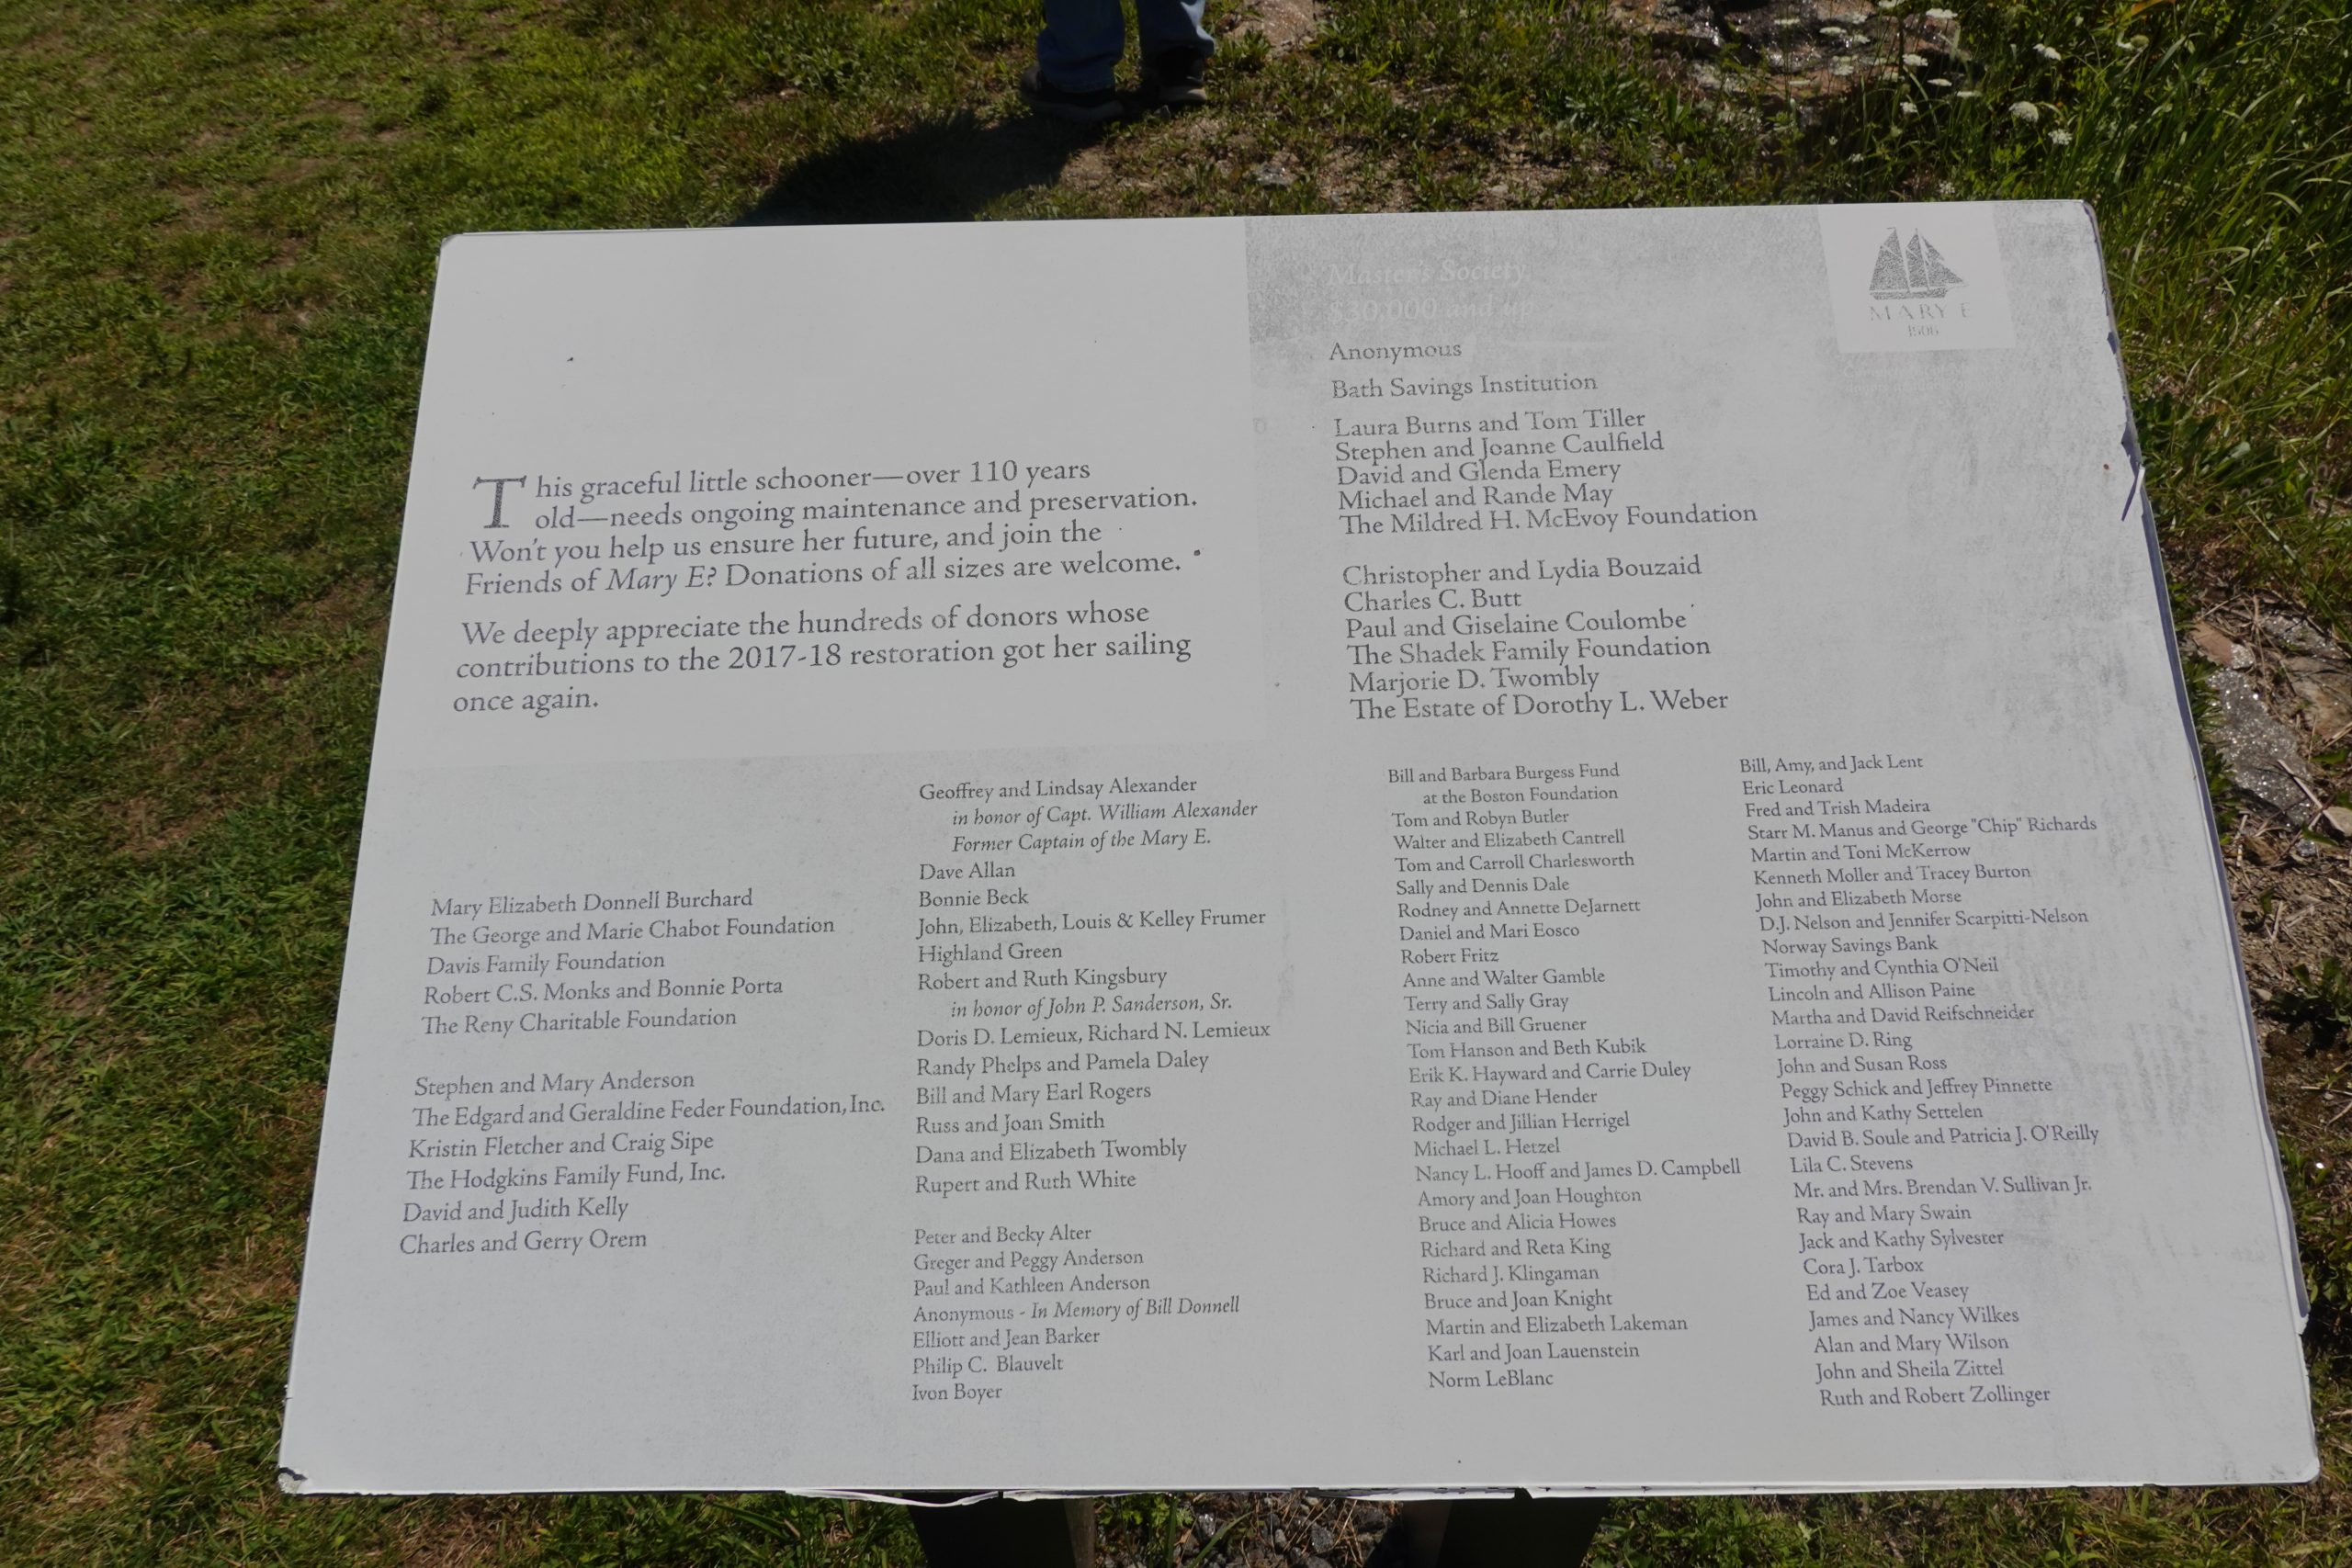 This graceful little schooner—over 110 years
old—needs ongoing maintenance and preservation.
Won't you help us ensure her future, and join the
Friends of Mary E? Donations of all sizes are welcome.
We deeply appreciate the hundreds of donors whose
contributions to the 2017-18 restoration got her sailing
once again.
Master's Society
$30,000 and up
MARY E
1906
Anonymous
Bath Savings Institution
Laura Burns and Tom Tiller
Stephen and Joanne Caulfield
David and Glenda Emery
Michael and Rande May
The Mildred H. McEvoy Foundation
Christopher and Lydia Bouzaid
Charles C. Butt
Paul and Giselaine Coulombe
The Shadek Family Foundation
Marjorie D. Twombly
The Estate of Dorothy L. Weber
Mary Elizabeth Donnell Burchard
The George and Marie Chabot Foundation
Davis Family Foundation
Robert C.S. Monks and Bonnie Porta
The Reny Charitable Foundation
Stephen and Mary Anderson
The Edgard and Geraldine Feder Foundation, Inc.
Kristin Fletcher and Craig Sipe
The Hodgkins Family Fund, Inc.
David and Judith Kelly
Charles and Gerry Orem
Geoffrey and Lindsay Alexander
in honor of Capt. William Alexander
Former Captain of the Mary E.
Dave Allan
Bonnie Beck
John, Elizabeth, Louis & Kelley Frumer
Highland Green
Robert and Ruth Kingsbury
in honor of John P. Sanderson, Sr.
Doris D. Lemieux, Richard N. Lemieux
Randy Phelps and Pamela Daley
Bill and Mary Earl Rogers
Russ and Joan Smith
Dana and Elizabeth Twombly
Rupert and Ruth White
Peter and Becky Alter
Greger and Peggy Anderson
Paul and Kathleen Anderson
Anonymous - In Memory of Bill Donnell
Elliott and Jean Barker
Philip C. Blauvelt
Ivon Boyer
Bill and Barbara Burgess Fund
at the Boston Foundation
Tom and Robyn Butler
Walter and Elizabeth Cantrell
Tom and Carroll Charlesworth
Sally and Dennis Dale
Rodney and Annette DeJarnett
Daniel and Mari Eosco
Robert Fritz
Anne and Walter Gamble
Terry and Sally Gray
Nicia and Bill Gruener
Tom Hanson and Beth Kubik
Erik K. Hayward and Carrie Duley
Ray and Diane Hender
Rodger and Jillian Herrigel
Michael L. Hetzel
Nancy L. Hooff and James D. Campbell
Amory and Joan Houghton
Bruce and Alicia Howes
Richard and Reta King
Richard J. Klingaman
Bruce and Joan Knight
Martin and Elizabeth Lakeman
Karl and Joan Lauenstein
Norm LeBlanc
Bill, Amy, and Jack Lent
Eric Leonard
Fred and Trish Madeira
Starr M. Manus and George "Chip" Richards
Martin and Toni McKerrow
Kenneth Moller and Tracey Burton
John and Elizabeth Morse
D.J. Nelson and Jennifer Scarpitti-Nelson
Norway Savings Bank
Timothy and Cynthia O'Neil
Lincoln and Allison Paine
Martha and David Reifschneider
Lorraine D. Ring
John and Susan Ross
Peggy Schick and Jeffrey Pinnette
John and Kathy Settelen
David B. Soule and Patricia J. O'Reilly
Lila C. Stevens
Mr. and Mrs. Brendan V. Sullivan Jr.
Ray and Mary Swain
Jack and Kathy Sylvester
Cora J. Tarbox
Ed and Zoe Veasey
James and Nancy Wilkes
Alan and Mary Wilson
John and Sheila Zittel
Ruth and Robert Zollinger